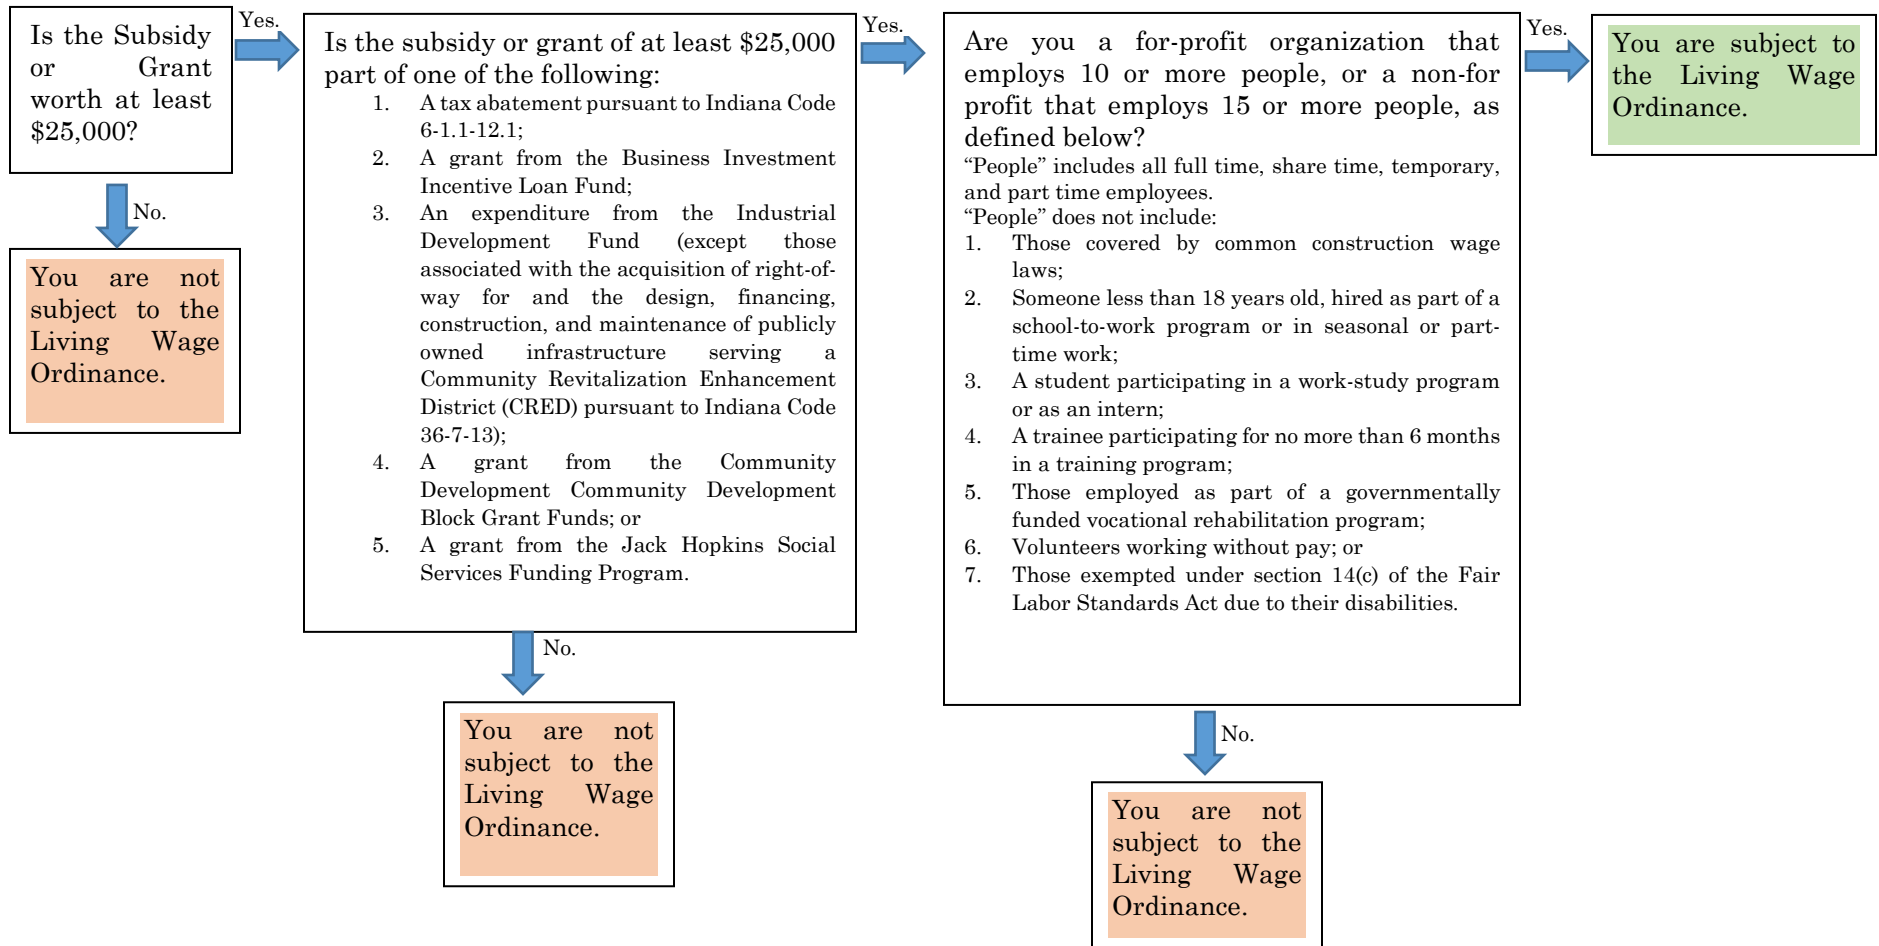 Is the Subsidy
or Grant
worth at least
$25,000?
Yes.
No.
You are not
subject to the
Living Wage
Ordinance.
Is the subsidy or grant of at least $25,000
part of one of the following:
1. A tax abatement pursuant to Indiana Code
6-1.1-12.1;
2. A grant from the Business Investment
Incentive Loan Fund;
3. An expenditure from the Industrial
Development Fund (except those
associated with the acquisition of right-of-
way for and the design, financing,
construction, and maintenance of publicly
owned infrastructure serving a
Community Revitalization Enhancement
District (CRED) pursuant to Indiana Code
36-7-13);
4. A grant from the Community
Development Community Development
Block Grant Funds; or
5. A grant from the Jack Hopkins Social
Services Funding Program.
Yes.
No.
You are not
subject to the
Living Wage
Ordinance.
Are you a for-profit organization that
employs 10 or more people, or a non-for
profit that employs 15 or more people, as
defined below?
“People” includes all full time, share time, temporary,
and part time employees.
“People” does not include:
1. Those covered by common construction wage
laws;
2. Someone less than 18 years old, hired as part of a
school-to-work program or in seasonal or part-
time work;
3. A student participating in a work-study program
or as an intern;
4. A trainee participating for no more than 6 months
in a training program;
5. Those employed as part of a governmentally
funded vocational rehabilitation program;
6. Volunteers working without pay; or
7. Those exempted under section 14(c) of the Fair
Labor Standards Act due to their disabilities.
Yes.
No.
You are not
subject to the
Living Wage
Ordinance.
You are subject to
the Living Wage
Ordinance.